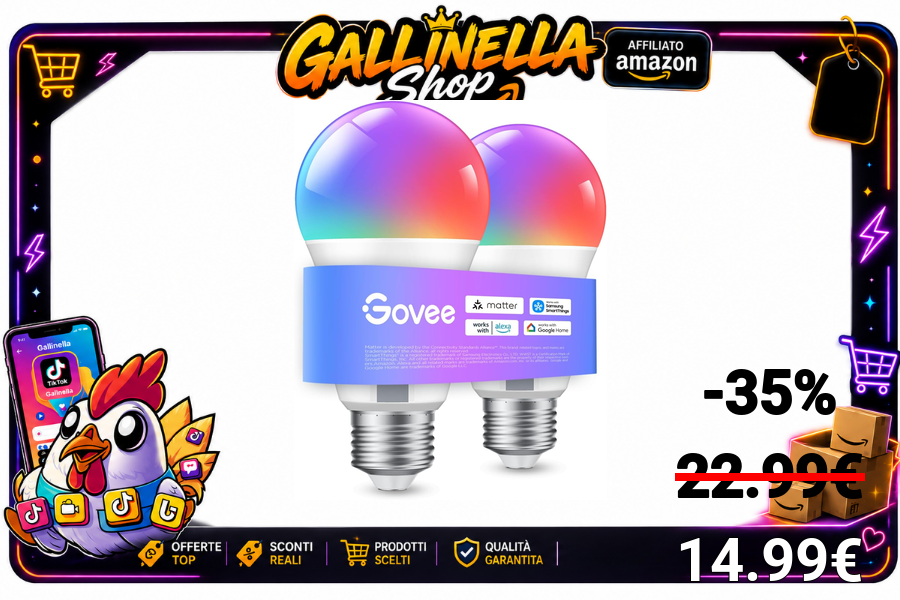 GALLINELLA
Shop
AFFILIATO
amazon
Govee
matter
works with
Samsung
SmartThings
works
with
alexa
works with
Google Home
Gallinella
TikTok
Gallinella
-35%
22.99€
14.99€
OFFERTE
TOP
SCONTI
REALI
PRODOTTI
SCELTI
QUALITÀ
GARANTITA